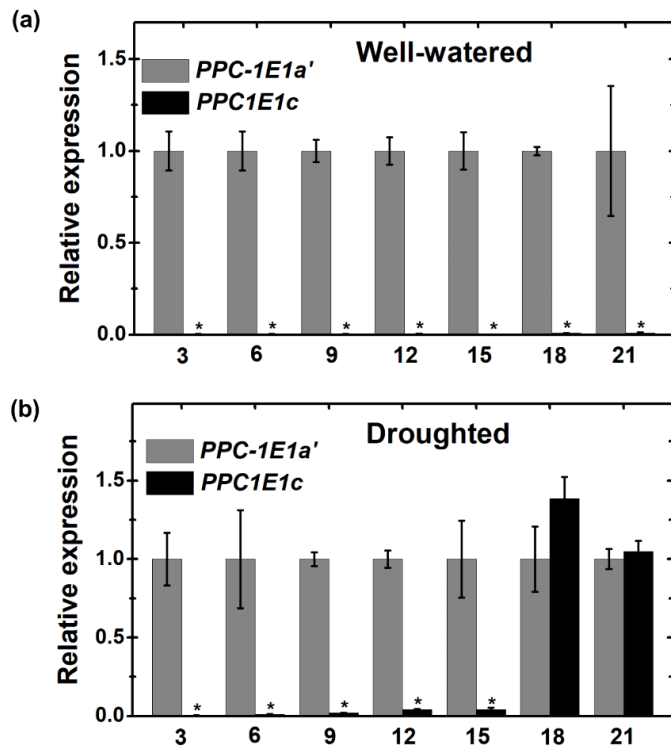 (a)
Well-watered
PPC-1E1a'
PPC1E1c
Relative expression
1.5
1.0
0.5
0.0
* * * * * * *
3 6 9 12 15 18 21
(b)
Droughted
PPC-1E1a'
PPC1E1c
Relative expression
1.5
1.0
0.5
0.0
* * * * *
3 6 9 12 15 18 21